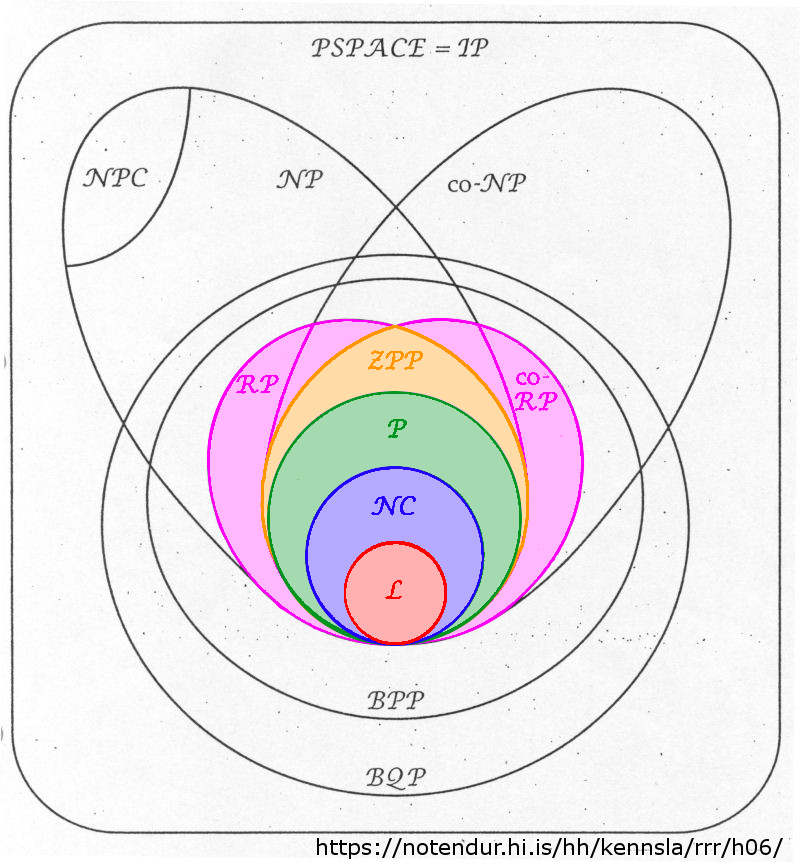 PSPACE = IP
NPC
NP
co-NP
ZPP
RP
co-
RP
P
NC
L
BPP
BQP
https://notendur.hi.is/hh/kennsla/rrr/h06/